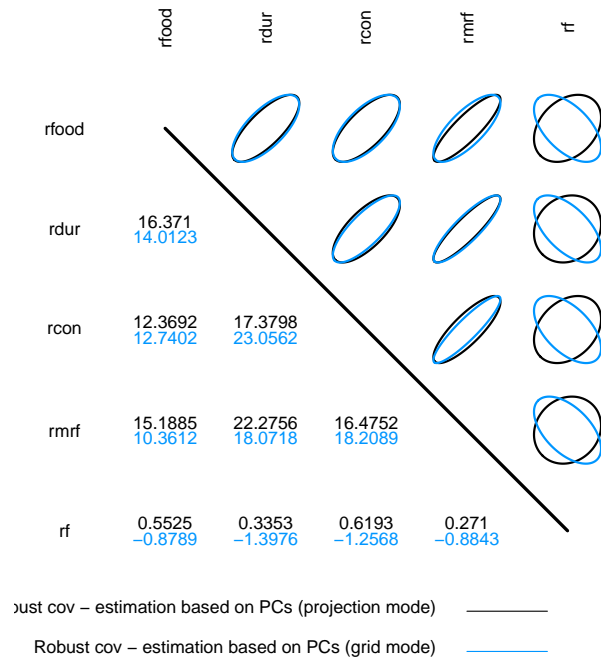 rfood rdur rcon rmrf rf
rfood
rdur
16.371
14.0123
rcon
12.3692 17.3798
12.7402 23.0562
rmrf
15.1885 22.2756 16.4752
10.3612 18.0718 18.2089
rf
0.5525 0.3353 0.6193 0.271
−0.8789 −1.3976 −1.2568 −0.8843
cov − estimation based on PCs (projection mode)
Robust cov − estimation based on PCs (grid mode)